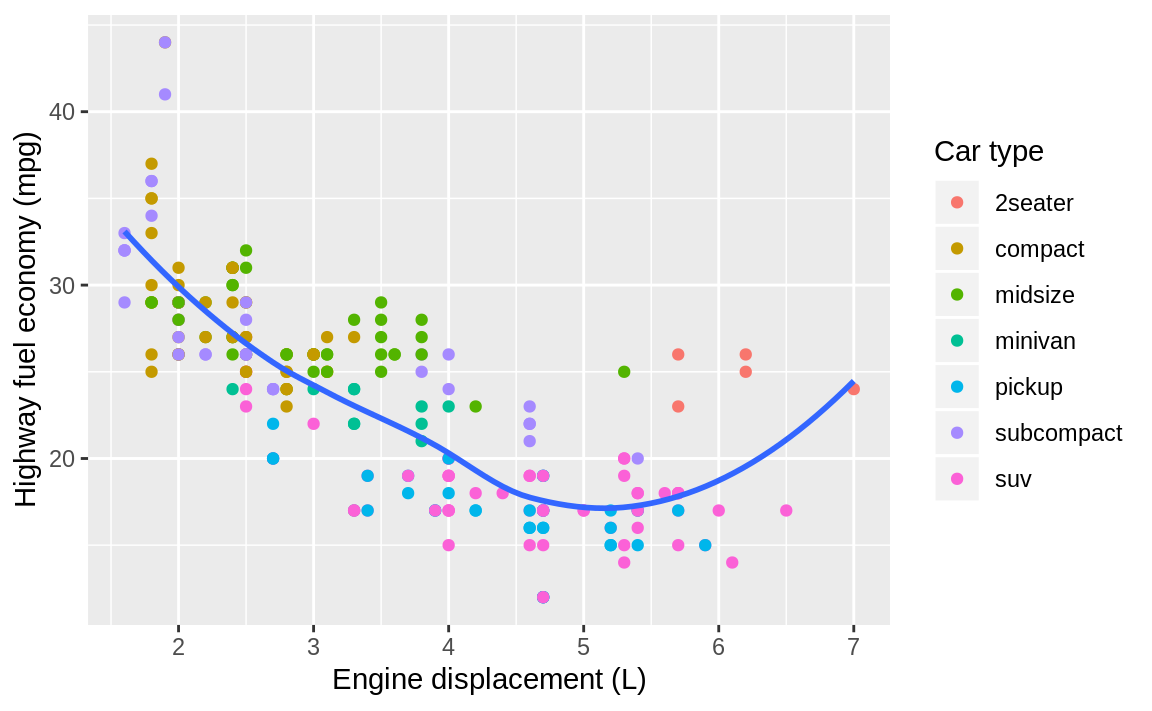 Highway fuel economy (mpg)
40
30
20
2 3 4 5 6 7
Engine displacement (L)
Car type
2seater
compact
midsize
minivan
pickup
subcompact
suv